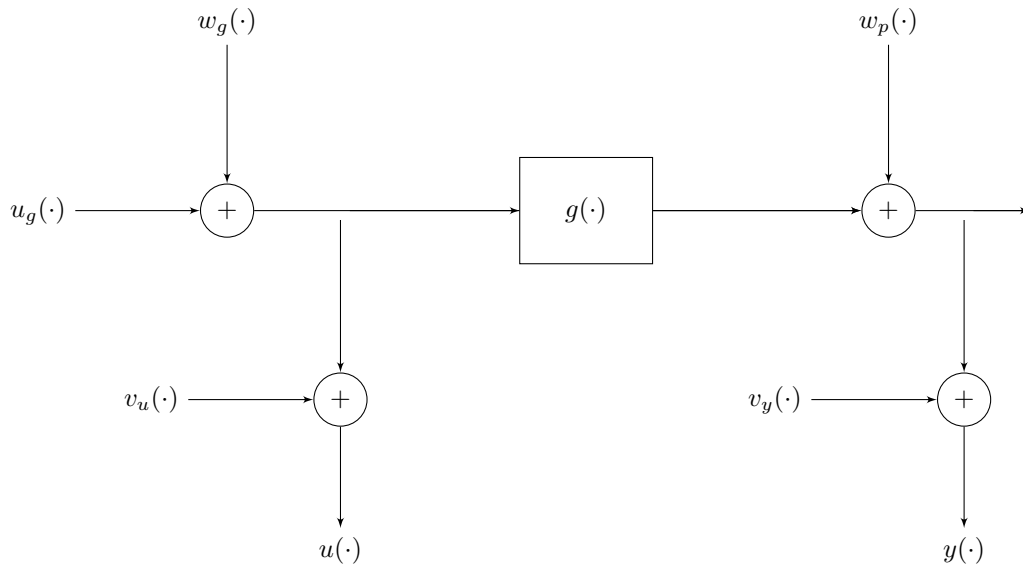 w_g(·)
w_p(·)
u_g(·)
+
g(·)
+
v_u(·)
+
v_y(·)
+
u(·)
y(·)